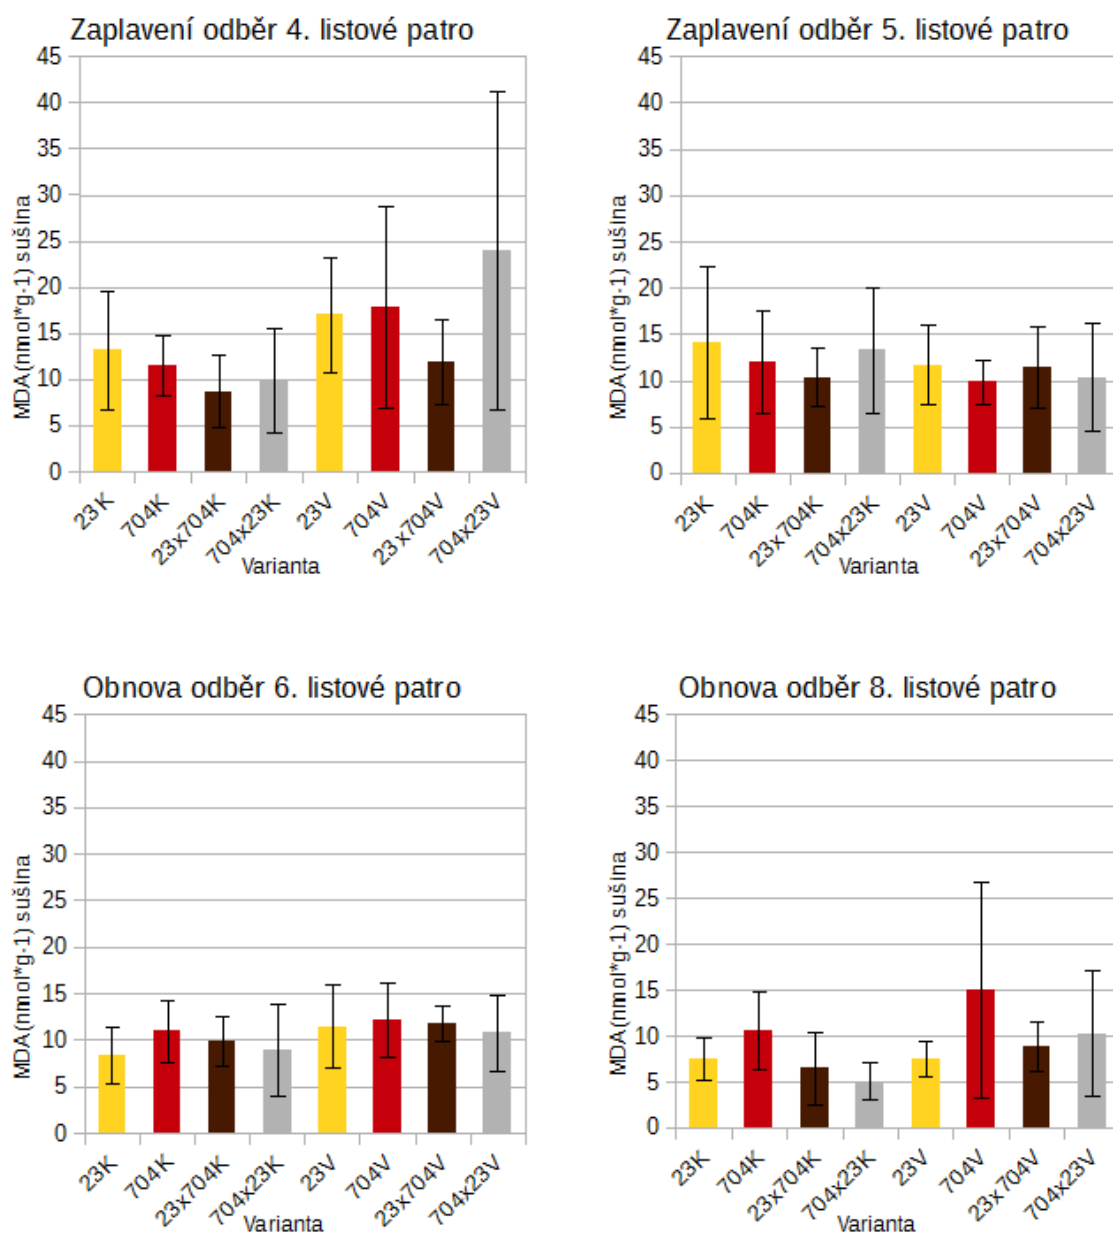 Zaplavení odběr 4. listové patro
MDA(nmol*g-1) sušina
45
40
35
30
25
20
15
10
5
0
23K
704K
23x704K
704x23K
23V
704V
23x704V
704x23V
Varianta
Zaplavení odběr 5. listové patro
MDA(nmol*g-1) sušina
45
40
35
30
25
20
15
10
5
0
23K
704K
23x704K
704x23K
23V
704V
23x704V
704x23V
Varianta
Obnova odběr 6. listové patro
MDA(nmol*g-1) sušina
45
40
35
30
25
20
15
10
5
0
23K
704K
23x704K
704x23K
23V
704V
23x704V
704x23V
Varianta
Obnova odběr 8. listové patro
MDA(nmol*g-1) sušina
45
40
35
30
25
20
15
10
5
0
23K
704K
23x704K
704x23K
23V
704V
23x704V
704x23V
Varianta